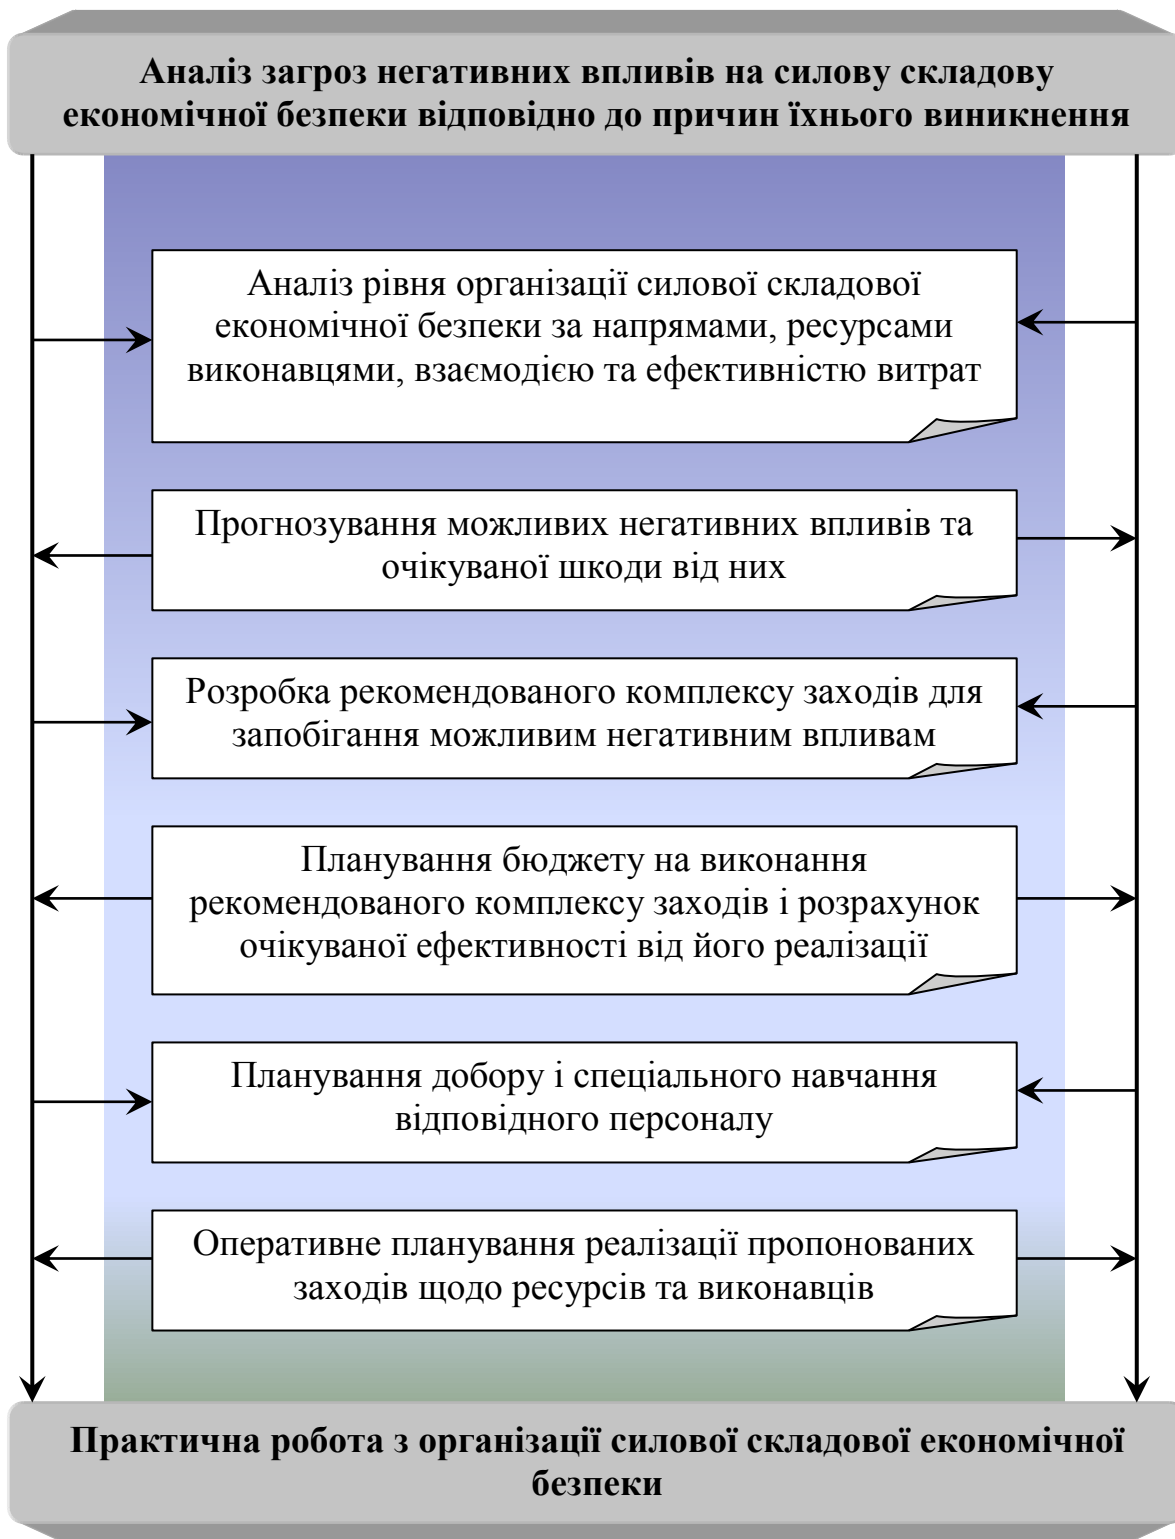 Аналіз загроз негативних впливів на силову складову
економічної безпеки відповідно до причин їхнього виникнення
Аналіз рівня організації силової складової
економічної безпеки за напрямами, ресурсами
виконавцями, взаємодією та ефективністю витрат
Прогнозування можливих негативних впливів та
очікуваної шкоди від них
Розробка рекомендованого комплексу заходів для
запобігання можливим негативним впливам
Планування бюджету на виконання
рекомендованого комплексу заходів і розрахунок
очікуваної ефективності від його реалізації
Планування добору і спеціального навчання
відповідного персоналу
Оперативне планування реалізації пропонованих
заходів щодо ресурсів та виконавців
Практична робота з організації силової складової економічної
безпеки